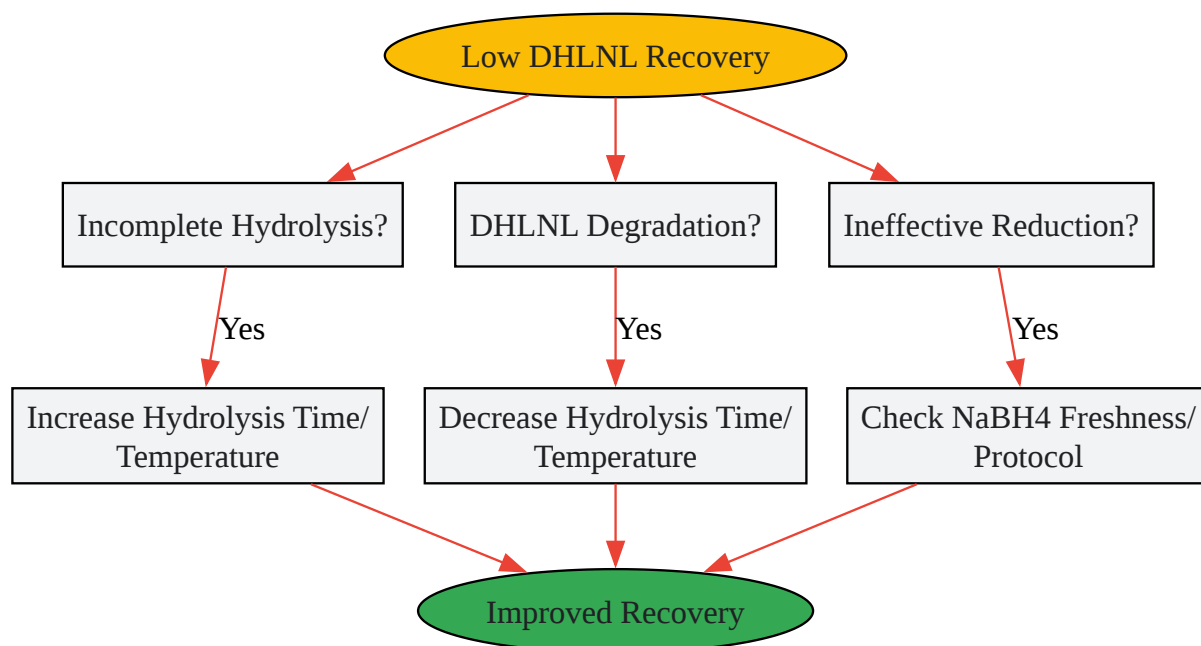 Low DHLNL Recovery
Incomplete Hydrolysis?
DHLNL Degradation?
Ineffective Reduction?
Yes
Yes
Yes
Increase Hydrolysis Time/
Temperature
Decrease Hydrolysis Time/
Temperature
Check NaBH4 Freshness/
Protocol
Improved Recovery